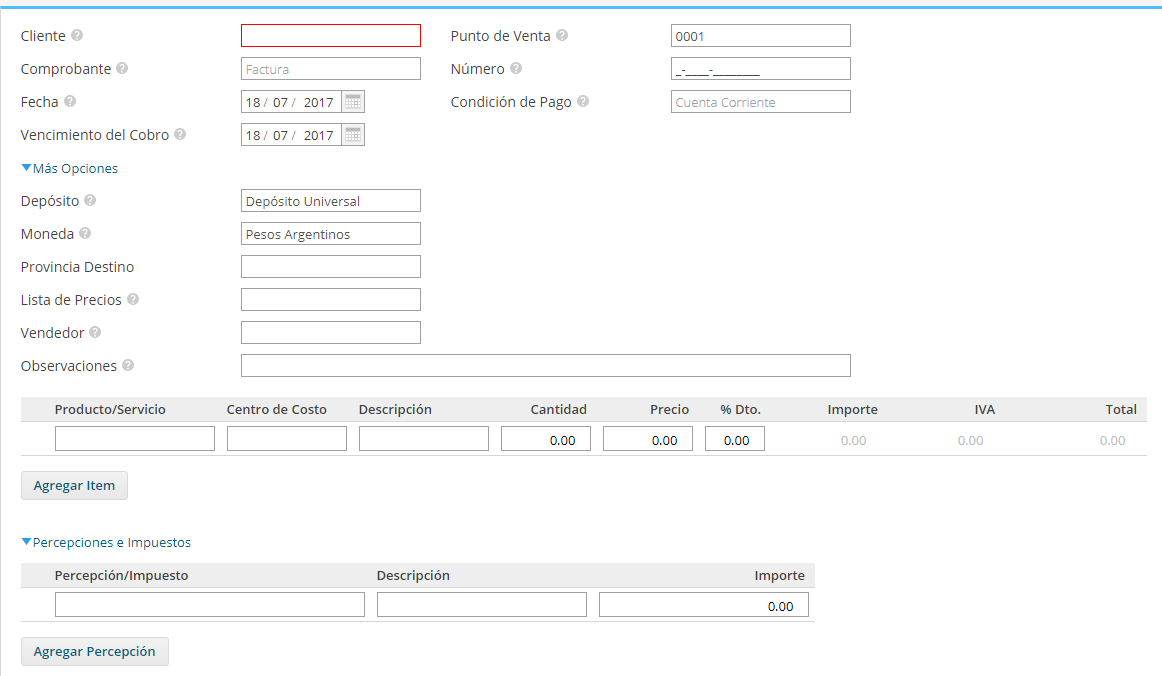 Cliente ? Punto de Venta ? 0001
Comprobante ? Factura Número ? _-____-________
Fecha ? 18 / 07 / 2017 Condición de Pago ? Cuenta Corriente
Vencimiento del Cobro ? 18 / 07 / 2017
Más Opciones
Depósito ? Depósito Universal
Moneda ? Pesos Argentinos
Provincia Destino
Lista de Precios ?
Vendedor ?
Observaciones ?
Producto/Servicio Centro de Costo Descripción Cantidad Precio % Dto. Importe IVA Total
0.00 0.00 0.00 0.00 0.00 0.00
Agregar Item
Percepciones e Impuestos
Percepción/Impuesto Descripción Importe
0.00
Agregar Percepción